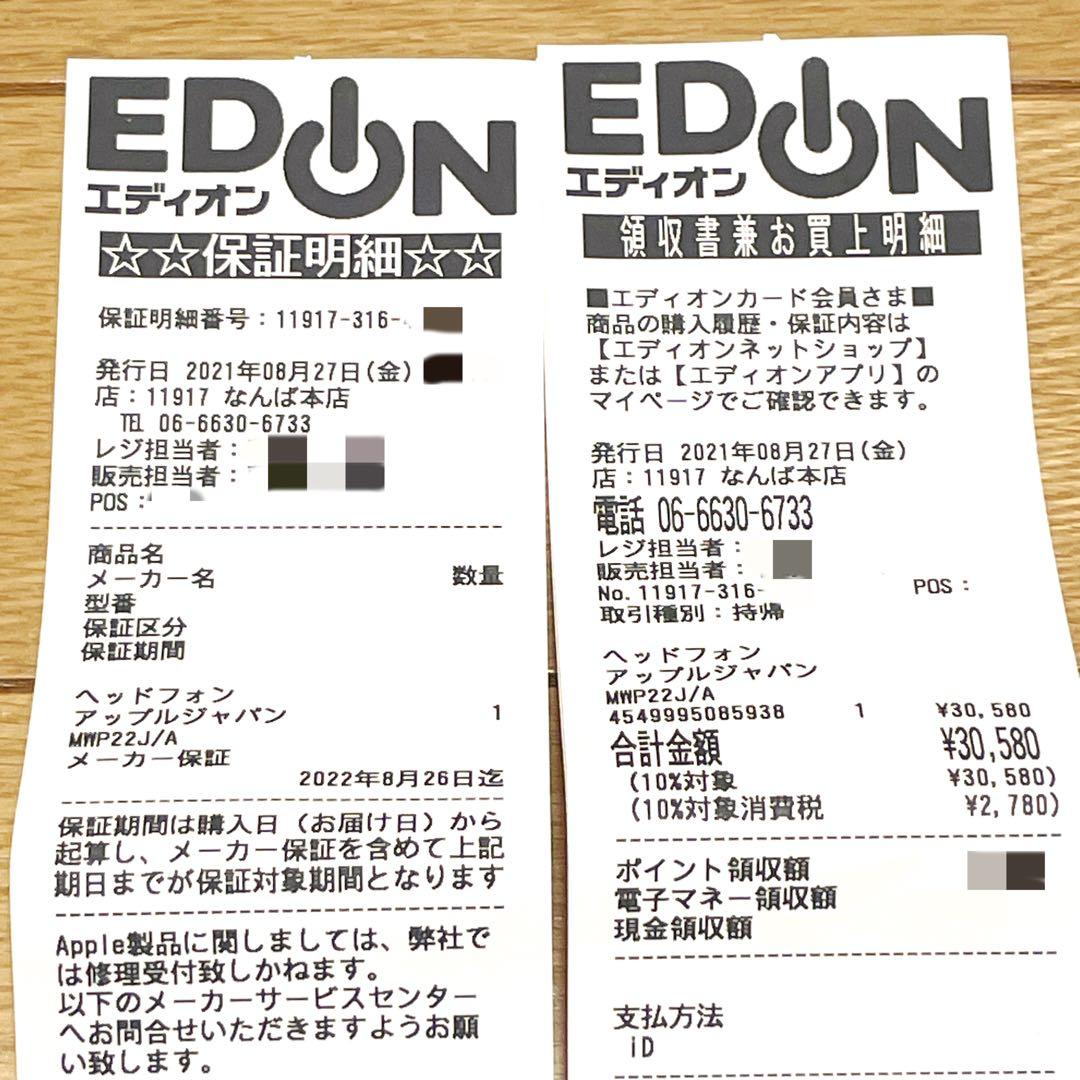 EDION
エディオン
☆☆保証明細☆☆
保証明細番号：11917-316-
発行日 2021年08月27日(金)
店：11917 なんば本店
TEL 06-6630-6733
レジ担当者：
販売担当者：
POS：
商品名
メーカー名 数量
型番
保証区分
保証期間
ヘッドフォン
アップルジャパン 1
MWP22J/A
メーカー保証
2022年8月26日迄
保証期間は購入日（お届け日）から
起算し、メーカー保証を含めて上記
期日までが保証対象期間となります
Apple製品に関しましては、弊社で
は修理受付致しかねます。
以下のメーカーサービスセンター
へお問合せいただきますようお願
い致します。
EDION
エディオン
領収書兼お買上明細
■エディオンカード会員さま■
商品の購入履歴・保証内容は
【エディオンネットショップ】
または【エディオンアプリ】の
マイページでご確認できます。
発行日 2021年08月27日(金)
店：11917 なんば本店
電話 06-6630-6733
レジ担当者：
販売担当者：
No.11917-316- POS：
取引種別：持帰
ヘッドフォン
アップルジャパン
MWP22J/A
4549995085938 1 ¥30,580
合計金額 ¥30,580
(10%対象 ¥30,580)
(10%対象消費税 ¥2,780)
ポイント領収額
電子マネー領収額
現金領収額
支払方法
iD